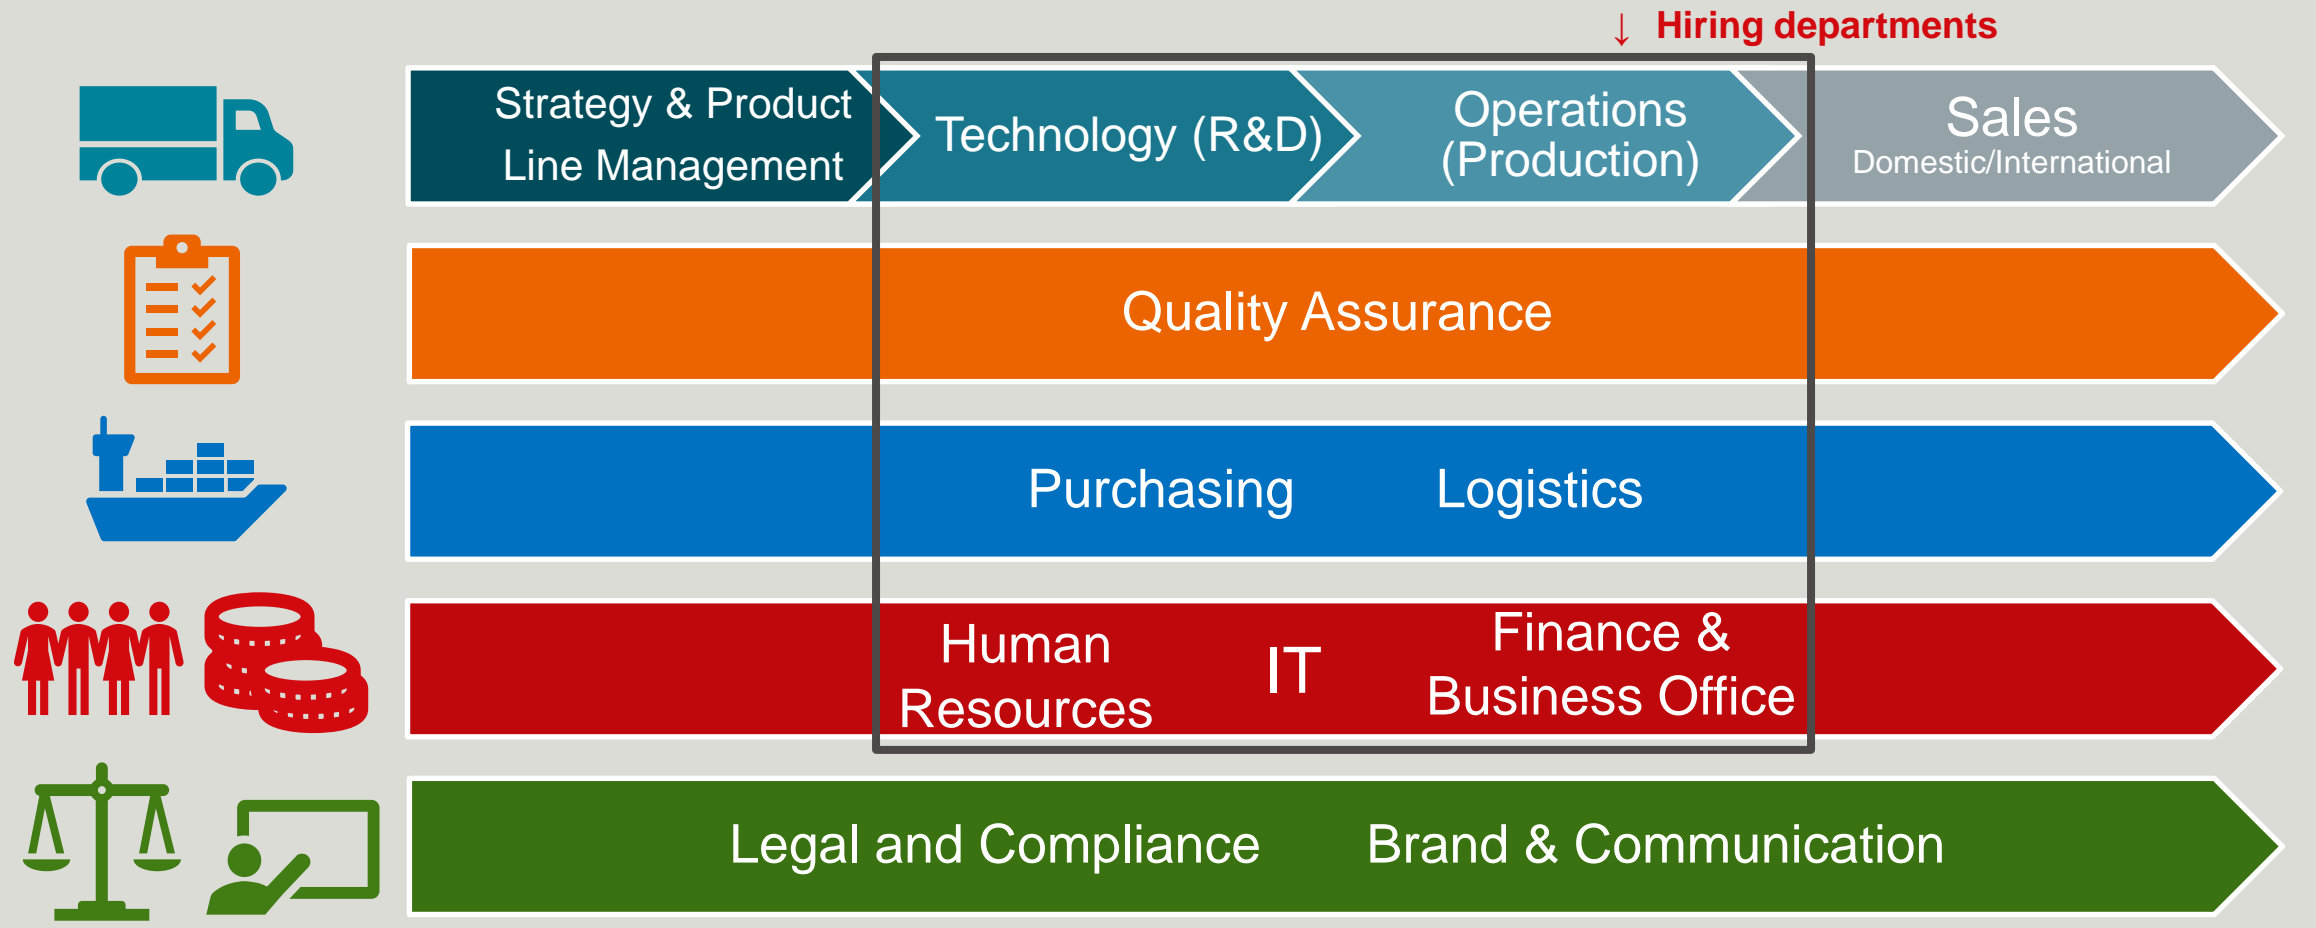 ↓ Hiring departments
Strategy & Product
Line Management
Technology (R&D)
Operations
(Production)
Sales
Domestic/International
Quality Assurance
Purchasing
Logistics
Human
Resources
IT
Finance &
Business Office
Legal and Compliance
Brand & Communication